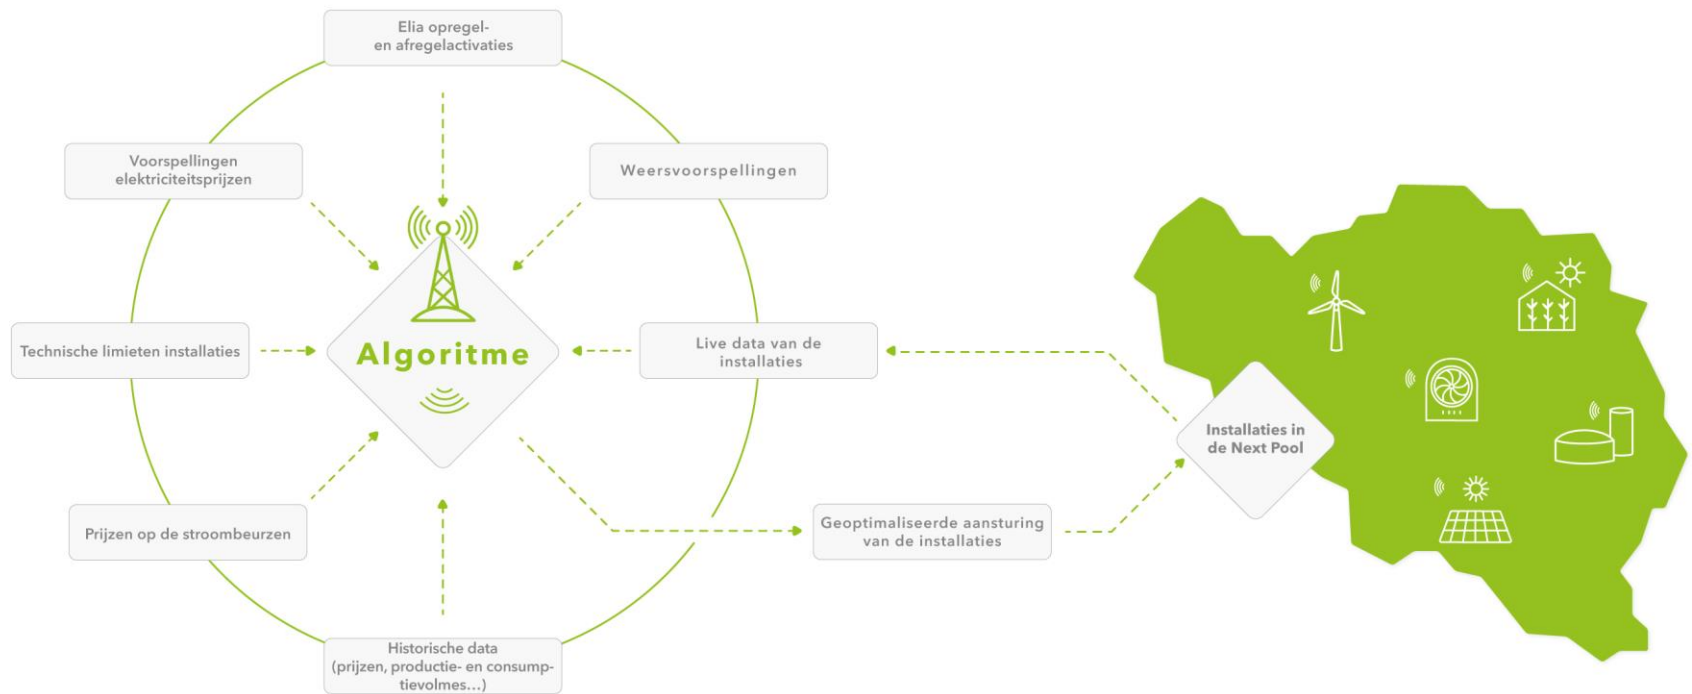 Elia opregel-
en afregelactivaties
Voorspellingen
elektriciteitsprijzen
Weersvoorspellingen
Technische limieten installaties
Algoritme
Live data van de
installaties
Installaties in
de Next Pool
Prijzen op de stroombeurzen
Geoptimaliseerde aansturing
van de installaties
Historische data
(prijzen, productie- en consump-
tievolmes...)